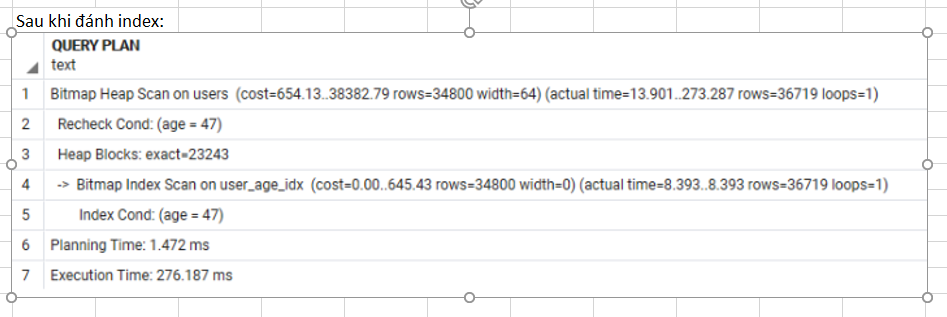 Sau khi đánh index:
QUERY PLAN
text
1 Bitmap Heap Scan on users (cost=654.13..38382.79 rows=34800 width=64) (actual time=13.901..273.287 rows=36719 loops=1)
2 Recheck Cond: (age = 47)
3 Heap Blocks: exact=23243
4 -> Bitmap Index Scan on user_age_idx (cost=0.00..645.43 rows=34800 width=0) (actual time=8.393..8.393 rows=36719 loops=1)
5 Index Cond: (age = 47)
6 Planning Time: 1.472 ms
7 Execution Time: 276.187 ms